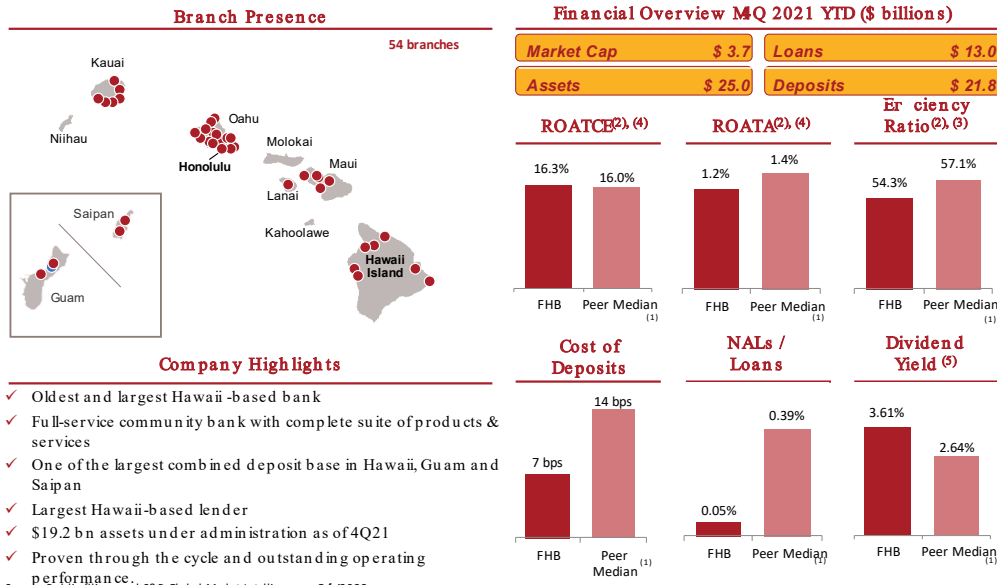 Branch Presence
54 branches
Kauai
Niihau
Oahu
Honolulu
Molokai
Maui
Lanai
Kahoolawe
Hawaii
Island
Saipan
Guam
Company Highlights
✓ Oldest and largest Hawaii -based bank
✓ Full-service community bank with complete suite of products &
services
✓ One of the largest combined deposit base in Hawaii, Guam and
Saipan
✓ Largest Hawaii-based lender
✓ $19.2 bn assets under administration as of 4Q21
✓ Proven through the cycle and outstanding operating
performance.
Financial Overview 4Q 2021 YTD ($ billions)
Market Cap $ 3.7
Loans $ 13.0
Assets $ 25.0
Deposits $ 21.8
ROATCE(2), (4)
16.3%
16.0%
FHB
Peer Median
(1)
ROATA(2), (4)
1.2%
1.4%
FHB
Peer Median
(1)
Er ciency
Ratio(2), (3)
54.3%
57.1%
FHB
Peer Median
(1)
Cost of
Deposits
7 bps
14 bps
FHB
Peer
Median
(1)
NALs /
Loans
0.05%
0.39%
FHB
Peer Median
(1)
Dividend
Yield (5)
3.61%
2.64%
FHB
Peer Median
(1)